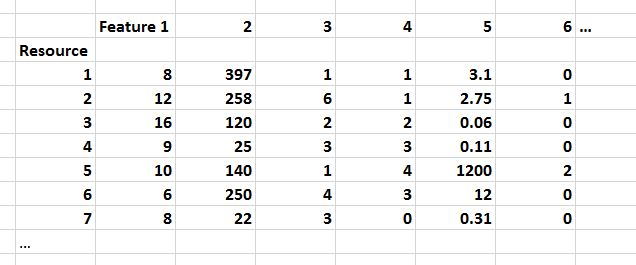 Feature 1 2 3 4 5 6 ...
Resource
1 8 397 1 1 3.1 0
2 12 258 6 1 2.75 1
3 16 120 2 2 0.06 0
4 9 25 3 3 0.11 0
5 10 140 1 4 1200 2
6 6 250 4 3 12 0
7 8 22 3 0 0.31 0
...